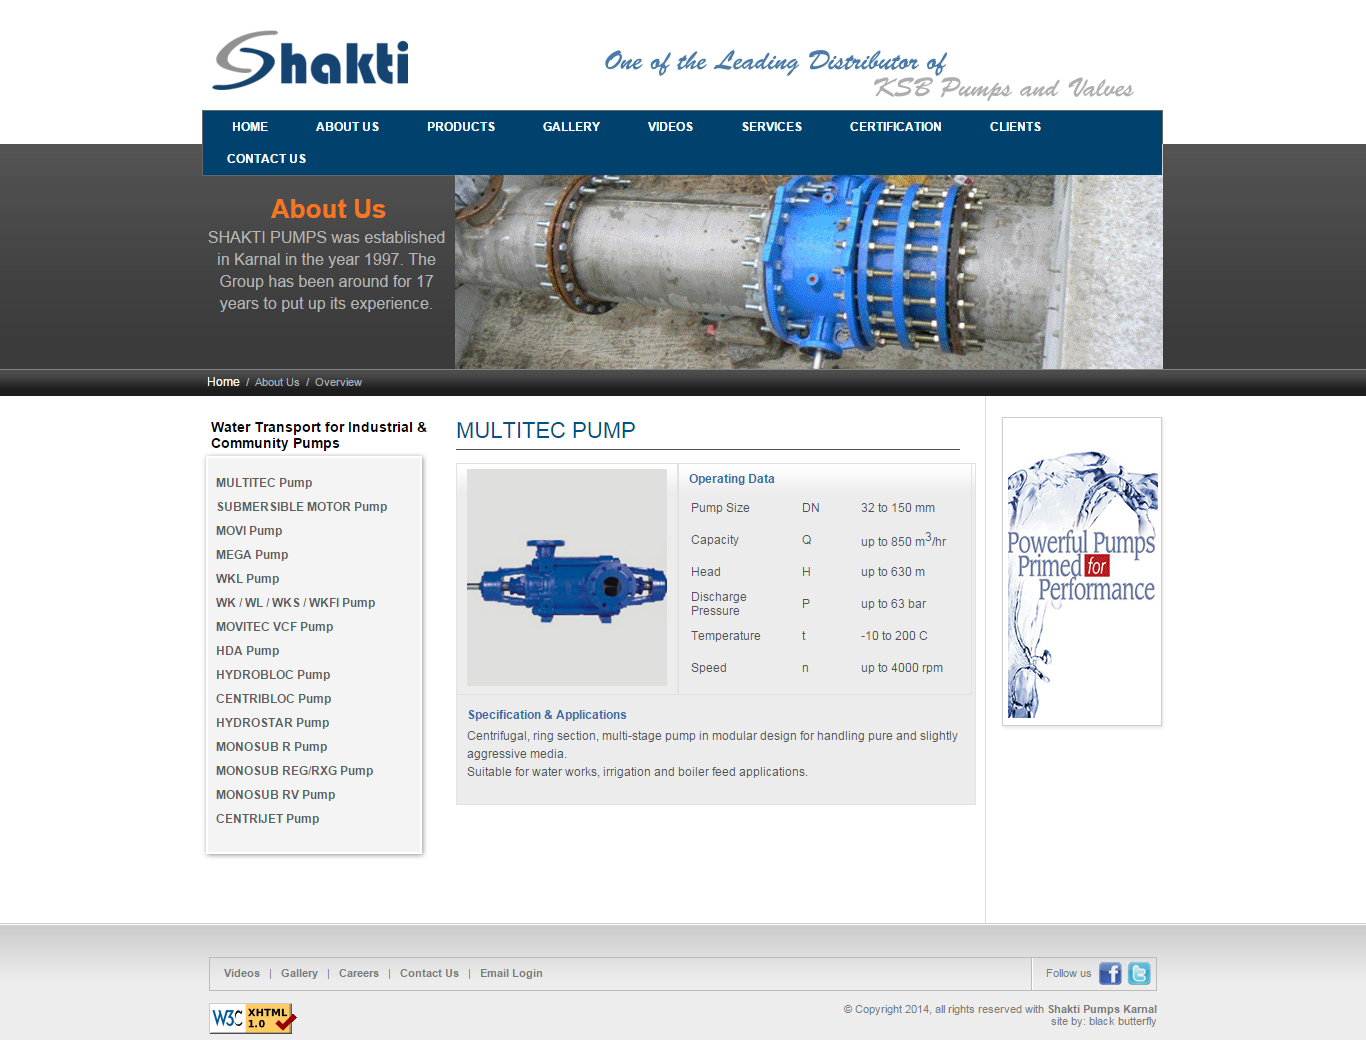 Shakti
One of the Leading Distributor of
KSB Pumps and Valves
HOME ABOUT US PRODUCTS GALLERY VIDEOS SERVICES CERTIFICATION CLIENTS
CONTACT US
About Us
SHAKTI PUMPS was established
in Karnal in the year 1997. The
Group has been around for 17
years to put up its experience.
Home / About Us / Overview
Water Transport for Industrial &
Community Pumps
MULTITEC Pump
SUBMERSIBLE MOTOR Pump
MOVI Pump
MEGA Pump
WKL Pump
WK / WL / WKS / WKFI Pump
MOVITEC VCF Pump
HDA Pump
HYDROBLOC Pump
CENTRIBLOC Pump
HYDROSTAR Pump
MONOSUB R Pump
MONOSUB REG/RXG Pump
MONOSUB RV Pump
CENTRIJET Pump
MULTITEC PUMP
Operating Data
Pump Size DN 32 to 150 mm
Capacity Q up to 850 m3/hr
Head H up to 630 m
Discharge
Pressure P up to 63 bar
Temperature t -10 to 200 C
Speed n up to 4000 rpm
Specification & Applications
Centrifugal, ring section, multi-stage pump in modular design for handling pure and slightly
aggressive media.
Suitable for water works, irrigation and boiler feed applications.
Powerful Pumps
Primed for
Performance
Videos | Gallery | Careers | Contact Us | Email Login
Follow us
W3C XHTML
1.0
© Copyright 2014, all rights reserved with Shakti Pumps Karnal
site by: black butterfly